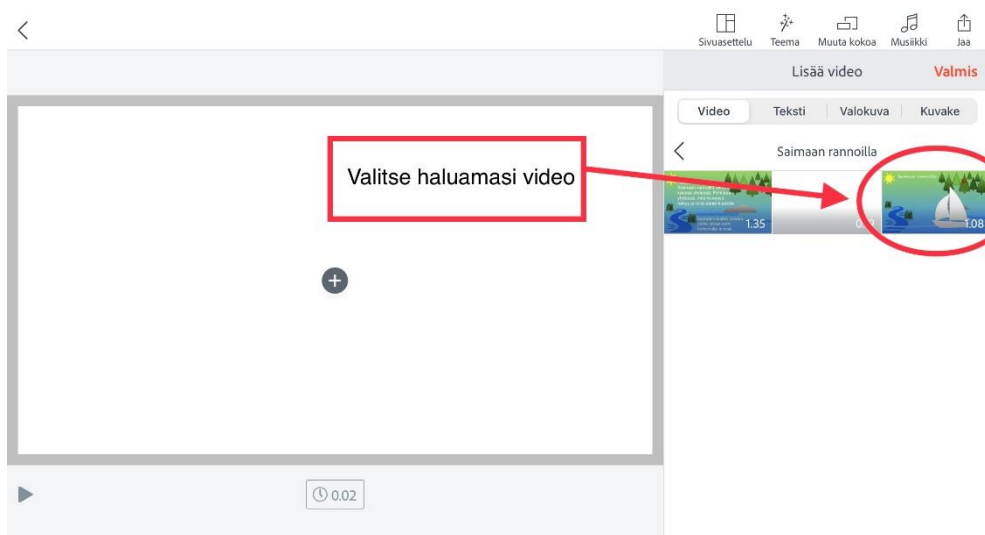 Sivuasettelu Teema Muuta kokoa Musiikki Jaa
Lisää video Valmis
Video Teksti Valokuva Kuvake
Saimaan rannoilla
Valitse haluamasi video
1.35
1.08
0.02